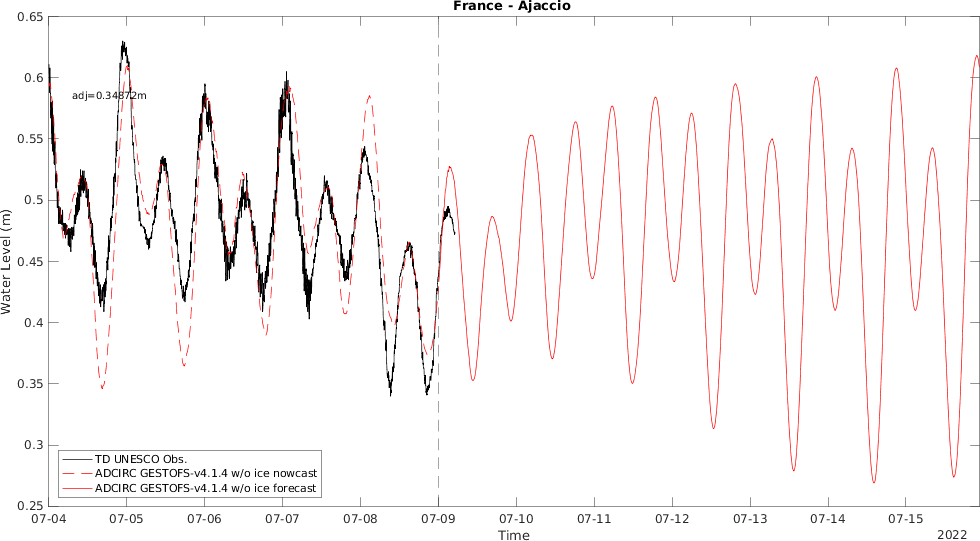 France - Ajaccio
0.65
0.6
0.55
0.5
0.45
0.4
0.35
0.3
0.25
Water Level (m)
adj=0.34872m
TD UNESCO Obs.
ADCIRC GESTOFS-v4.1.4 w/o ice nowcast
ADCIRC GESTOFS-v4.1.4 w/o ice forecast
07-04 07-05 07-06 07-07 07-08 07-09 07-10 07-11 07-12 07-13 07-14 07-15
Time
2022